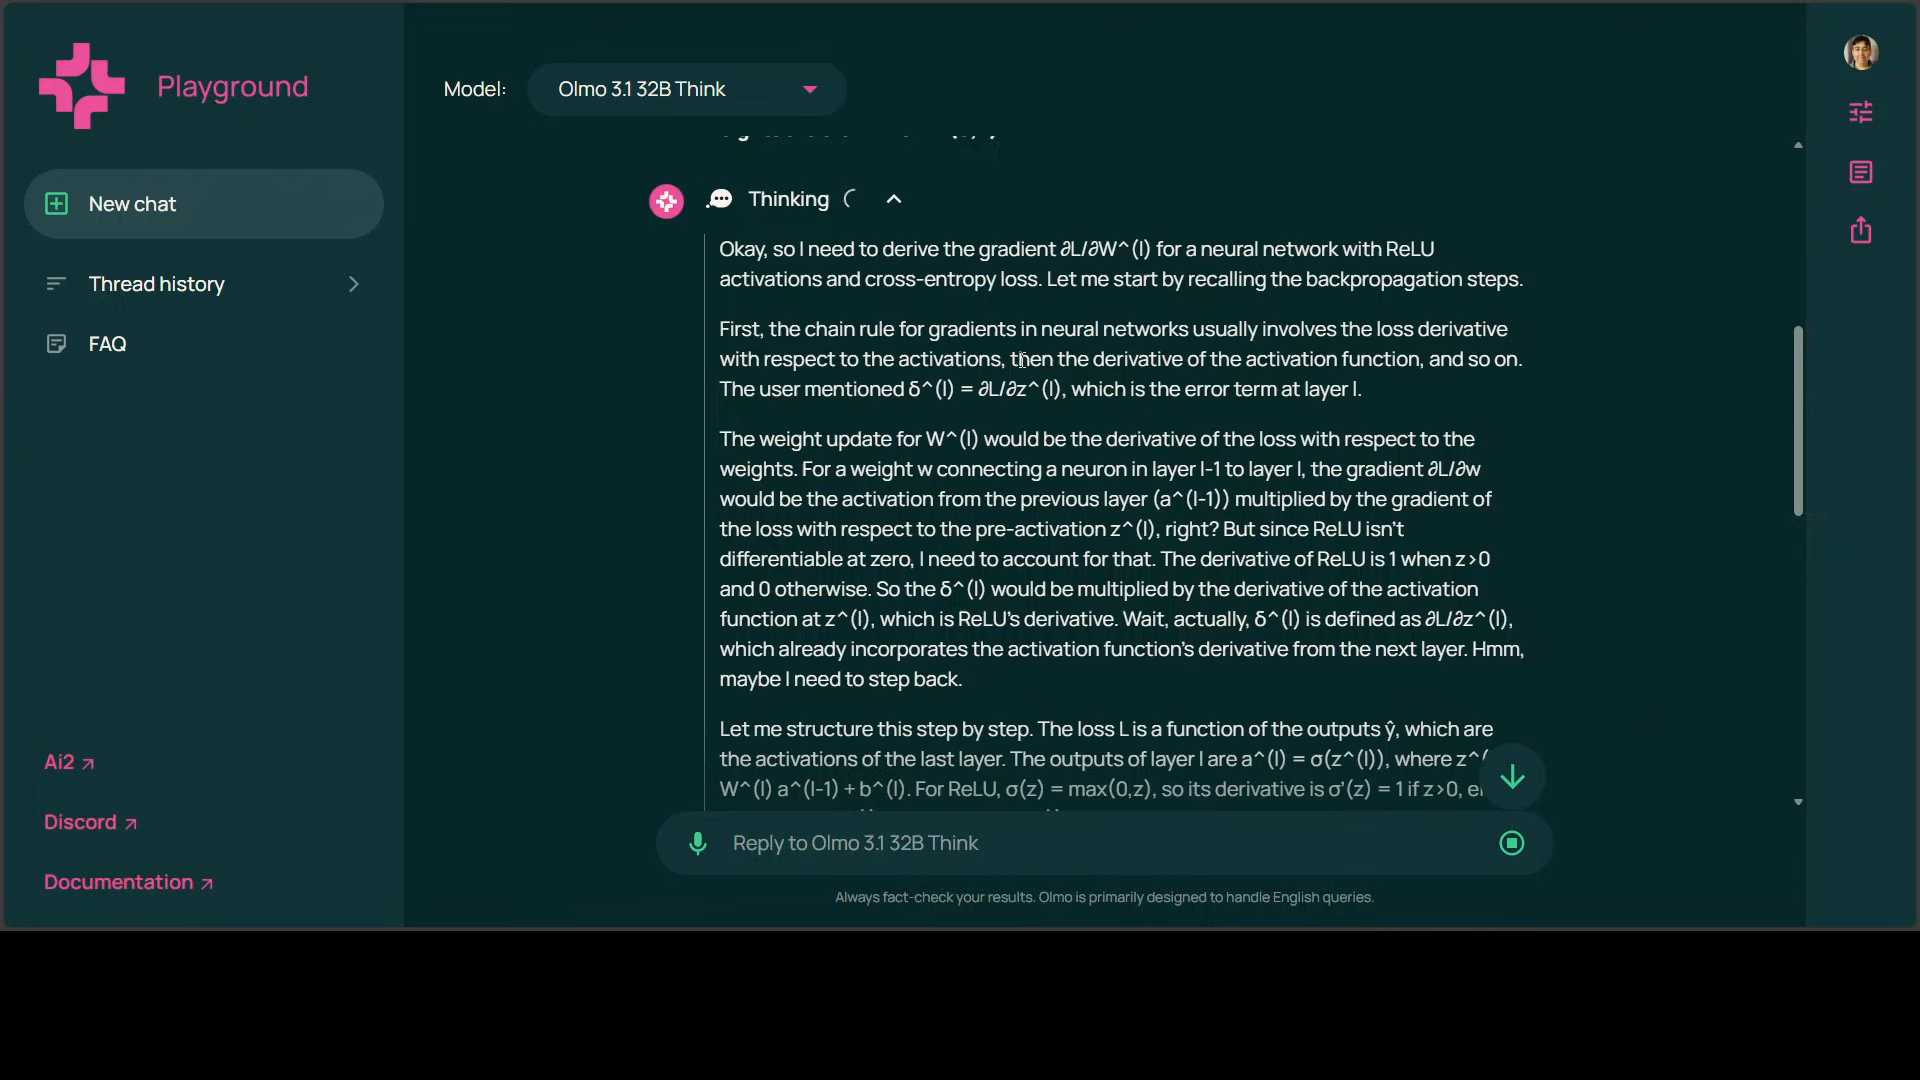 Playground
New chat
Thread history
FAQ
Ai2
Discord
Documentation
Model:
Olmo 3.1 32B Think
Thinking
Okay, so I need to derive the gradient ∂L/∂W^(l) for a neural network with ReLU
activations and cross-entropy loss. Let me start by recalling the backpropagation steps.
First, the chain rule for gradients in neural networks usually involves the loss derivative
with respect to the activations, then the derivative of the activation function, and so on.
The user mentioned δ^(l) = ∂L/∂z^(l), which is the error term at layer l.
The weight update for W^(l) would be the derivative of the loss with respect to the
weights. For a weight w connecting a neuron in layer l-1 to layer l, the gradient ∂L/∂w
would be the activation from the previous layer (a^(l-1)) multiplied by the gradient of
the loss with respect to the pre-activation z^(l), right? But since ReLU isn't
differentiable at zero, I need to account for that. The derivative of ReLU is 1 when z>0
and 0 otherwise. So the δ^(l) would be multiplied by the derivative of the activation
function at z^(l), which is ReLU's derivative. Wait, actually, δ^(l) is defined as ∂L/∂z^(l),
which already incorporates the activation function's derivative from the next layer. Hmm,
maybe I need to step back.
Let me structure this step by step. The loss L is a function of the outputs ŷ, which are
the activations of the last layer. The outputs of layer l are a^(l) = σ(z^(l)), where z^(
W^(l) a^(l-1) + b^(l). For ReLU, σ(z) = max(0,z), so its derivative is σ'(z) = 1 if z>0,
Reply to Olmo 3.1 32B Think
Always fact-check your results. Olmo is primarily designed to handle English queries.